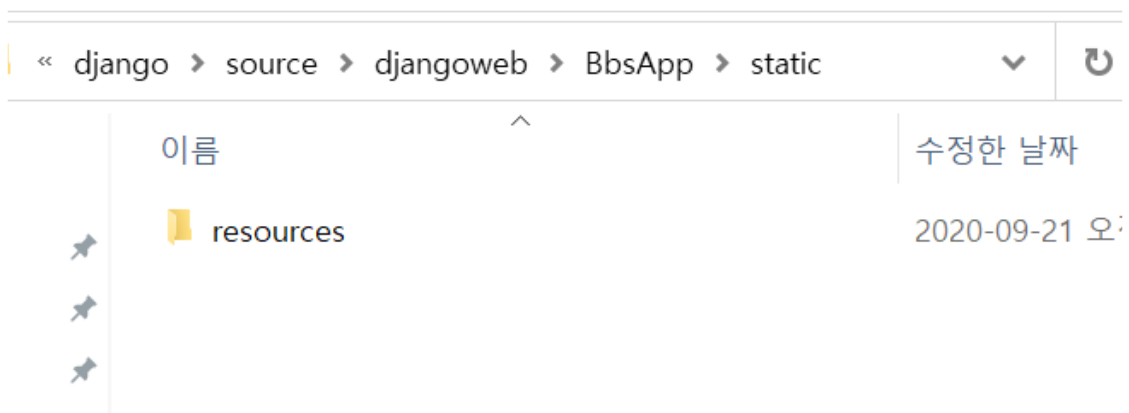 « django > source > djangoweb > BbsApp > static
이름 수정한 날짜
resources 2020-09-21